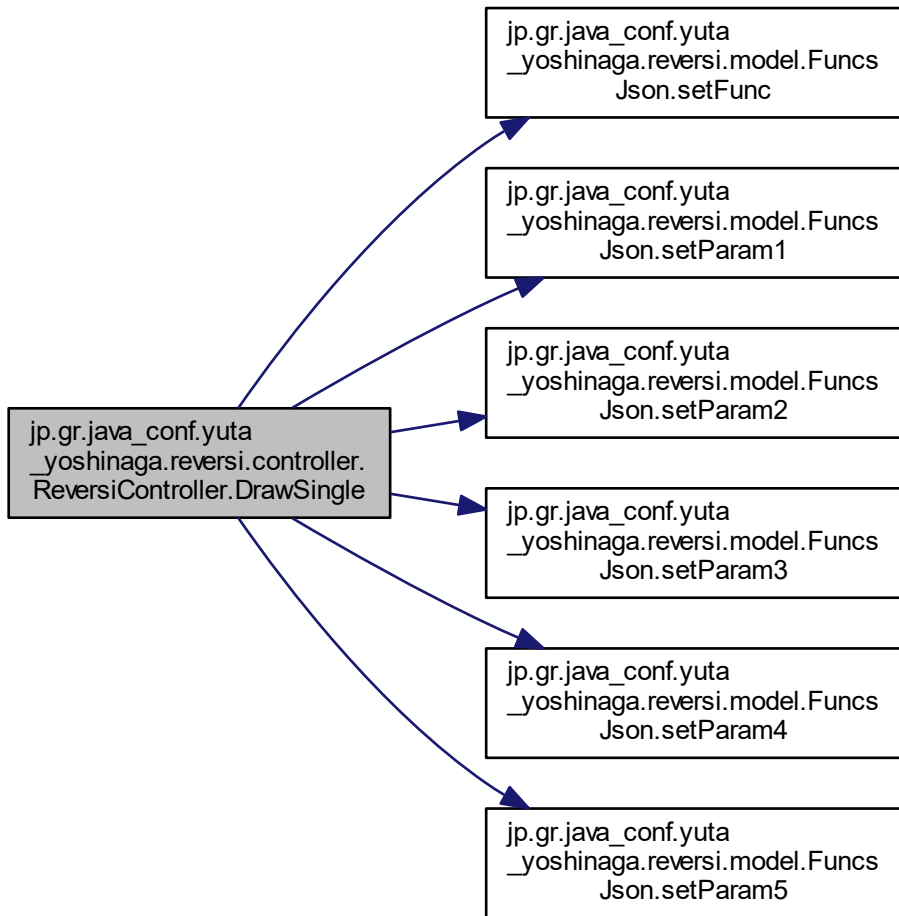 jp.gr.java_conf.yuta
_yoshinaga.reversi.model.Funcs
Json.setFunc
jp.gr.java_conf.yuta
_yoshinaga.reversi.model.Funcs
Json.setParam1
jp.gr.java_conf.yuta
_yoshinaga.reversi.model.Funcs
Json.setParam2
jp.gr.java_conf.yuta
_yoshinaga.reversi.controller.
ReversiController.DrawSingle
jp.gr.java_conf.yuta
_yoshinaga.reversi.model.Funcs
Json.setParam3
jp.gr.java_conf.yuta
_yoshinaga.reversi.model.Funcs
Json.setParam4
jp.gr.java_conf.yuta
_yoshinaga.reversi.model.Funcs
Json.setParam5